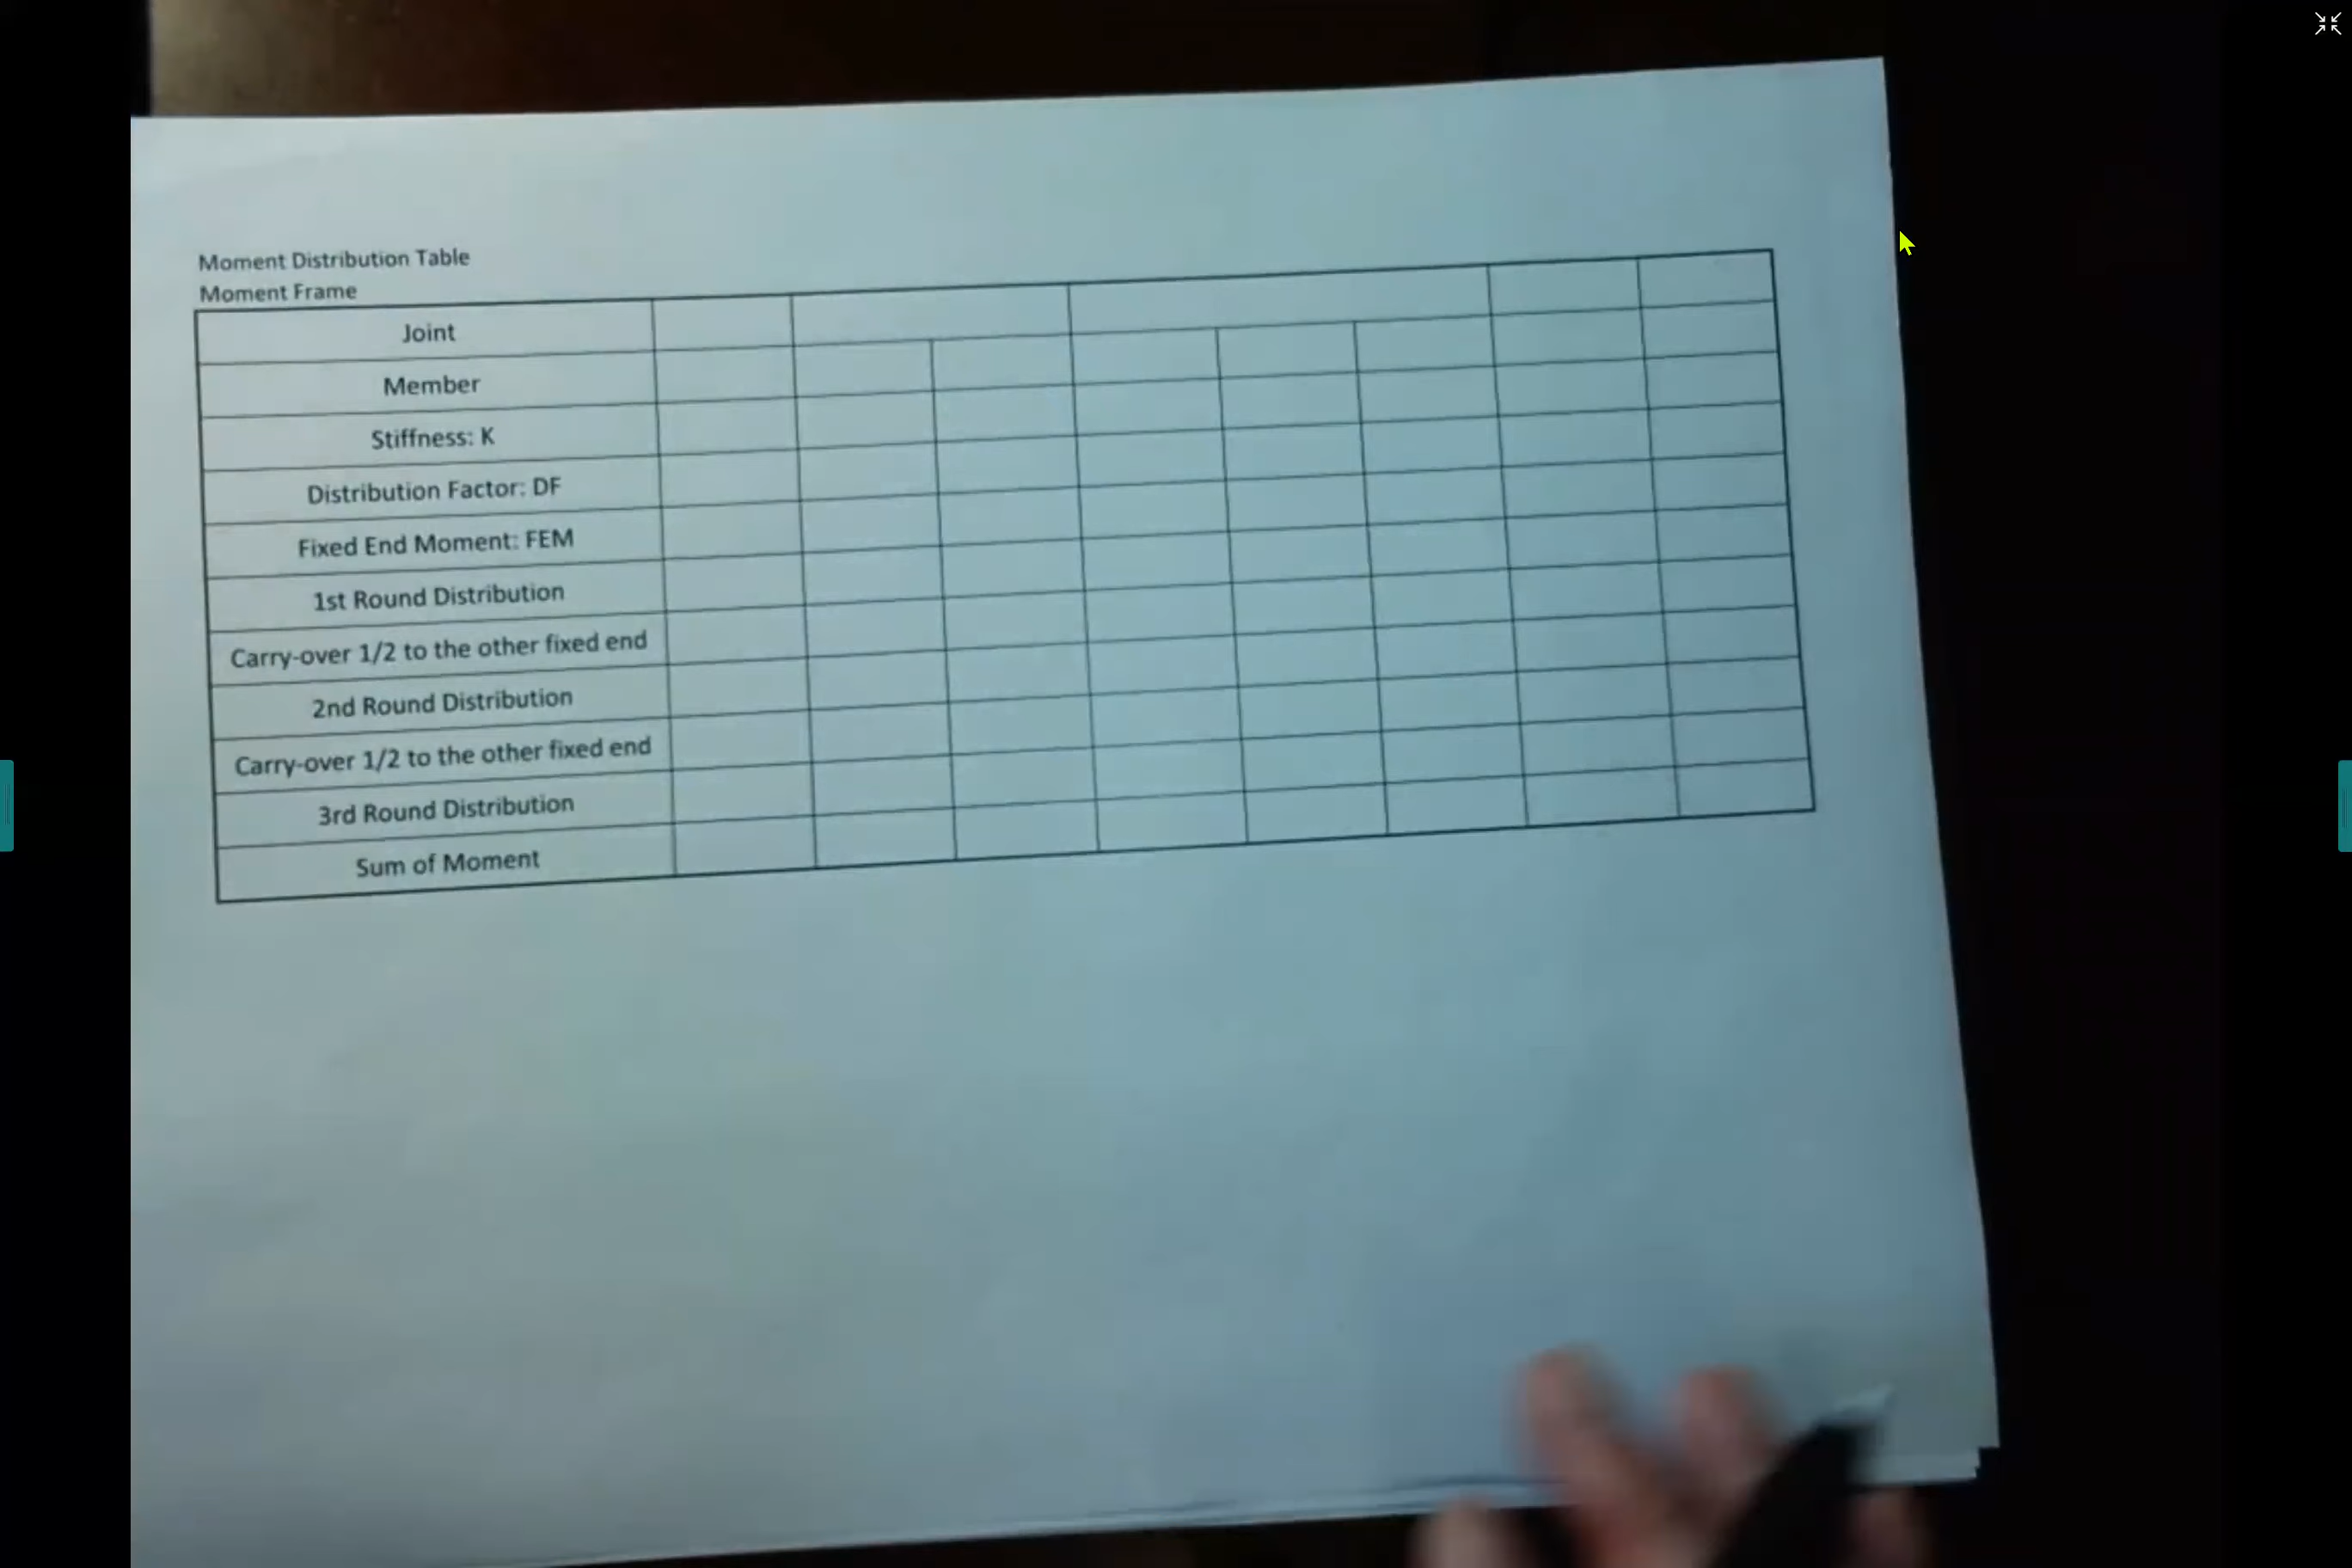 Moment Distribution Table
Moment Frame
Joint
Member
Stiffness: K
Distribution Factor: DF
Fixed End Moment: FEM
1st Round Distribution
Carry-over 1/2 to the other fixed end
2nd Round Distribution
Carry-over 1/2 to the other fixed end
3rd Round Distribution
Sum of Moment